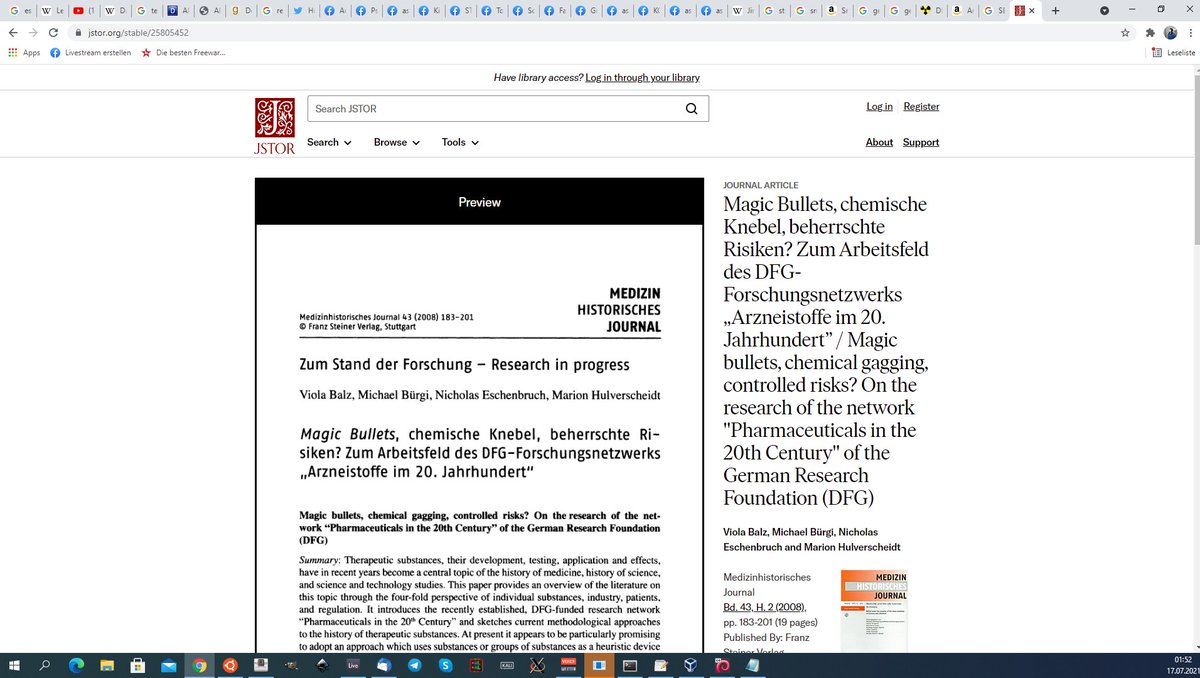 jstor.org/stable/25805452
Apps
Livestream erstellen
Die besten Freewar...
Leseliste
Have library access? Log in through your library
JSTOR
Search JSTOR
Log in
Register
Search
Browse
Tools
About
Support
Preview
MEDIZIN
HISTORISCHES
JOURNAL
Medizinhistorisches Journal 43 (2008) 183–201
© Franz Steiner Verlag, Stuttgart
Zum Stand der Forschung – Research in progress
Viola Balz, Michael Bürgi, Nicholas Eschenbruch, Marion Hulverscheidt
Magic Bullets, chemische Knebel, beherrschte Ri-
siken? Zum Arbeitsfeld des DFG-Forschungsnetzwerks
„Arzneistoffe im 20. Jahrhundert“
Magic bullets, chemical gagging, controlled risks? On the research of the net-
work “Pharmaceuticals in the 20th Century” of the German Research Foundation
(DFG)
Summary: Therapeutic substances, their development, testing, application and effects,
have in recent years become a central topic of the history of medicine, history of science,
and science and technology studies. This paper provides an overview of the literature on
this topic through the four-fold perspective of individual substances, industry, patients,
and regulation. It introduces the recently established, DFG-funded research network
“Pharmaceuticals in the 20th Century” and sketches current methodological approaches
to the history of therapeutic substances. At present it appears to be particularly promising
to adopt an approach which uses substances or groups of substances as a heuristic device
JOURNAL ARTICLE
Magic Bullets, chemische
Knebel, beherrschte
Risiken? Zum Arbeitsfeld
des DFG-
Forschungsnetzwerks
„Arzneistoffe im 20.
Jahrhundert” / Magic
bullets, chemical gagging,
controlled risks? On the
research of the network
"Pharmaceuticals in the
20th Century" of the
German Research
Foundation (DFG)
Viola Balz, Michael Bürgi, Nicholas
Eschenbruch and Marion Hulverscheidt
Medizinhistorisches
Journal
Bd. 43, H. 2 (2008),
pp. 183-201 (19 pages)
Published By: Franz
Steiner Verlag
MEDIZIN
HISTORISCHES
JOURNAL
01:52
17.07.2021